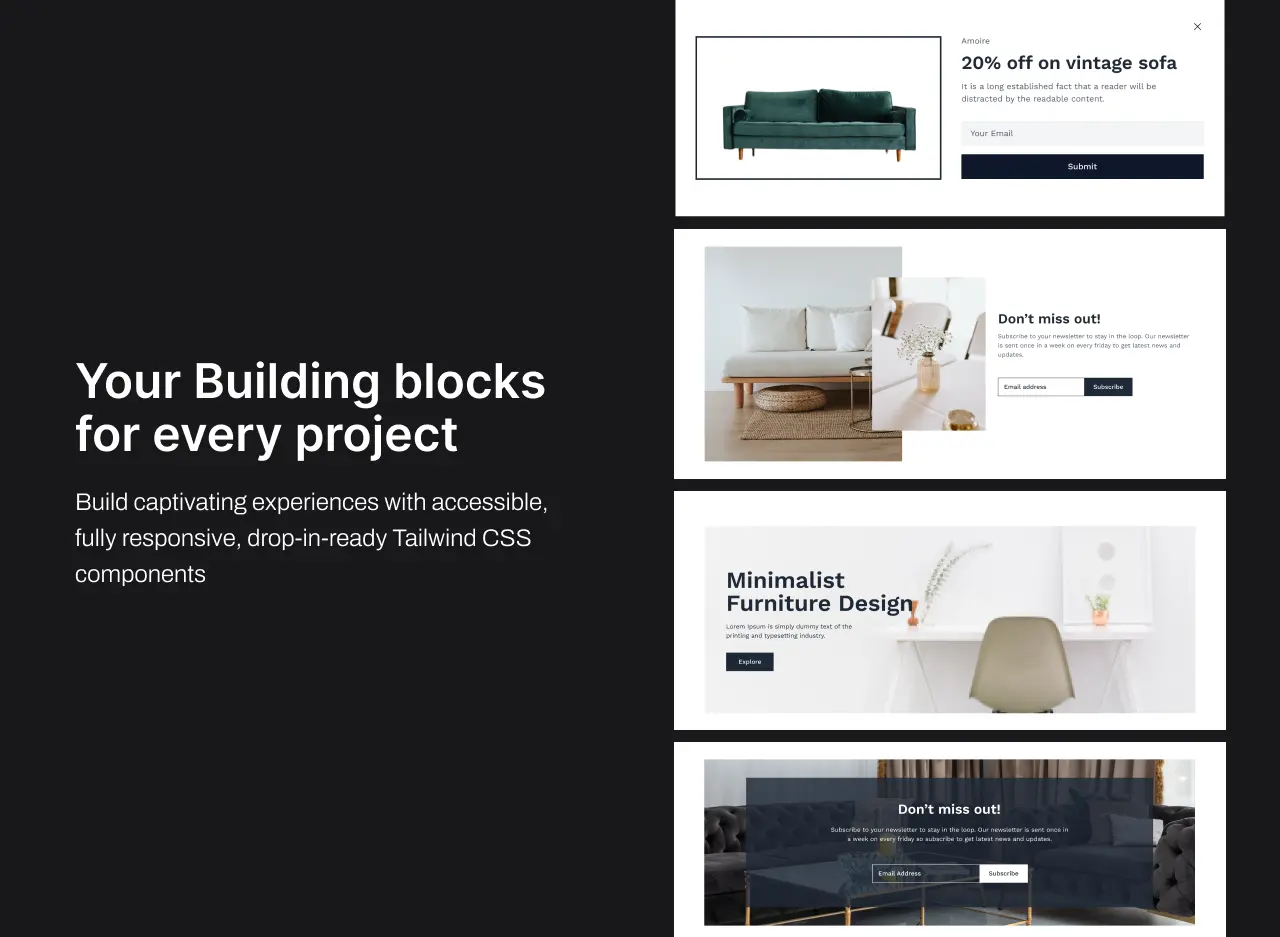 Your Building blocks
for every project
Build captivating experiences with accessible,
fully responsive, drop-in-ready Tailwind CSS
components
Amoire
20% off on vintage sofa
It is a long established fact that a reader will be
distracted by the readable content.
Your Email
Submit
Don’t miss out!
Subscribe to your newsletter to stay in the loop. Our newsletter
is sent once in a week on every friday to get latest news and
updates.
Email address
Subscribe
Minimalist
Furniture Design
Lorem Ipsum is simply dummy text of the
printing and typesetting industry.
Explore
Don’t miss out!
Subscribe to your newsletter to stay in the loop. Our newsletter is sent once in
a week on every friday so subscribe to get latest news and updates.
Email Address
Subscribe